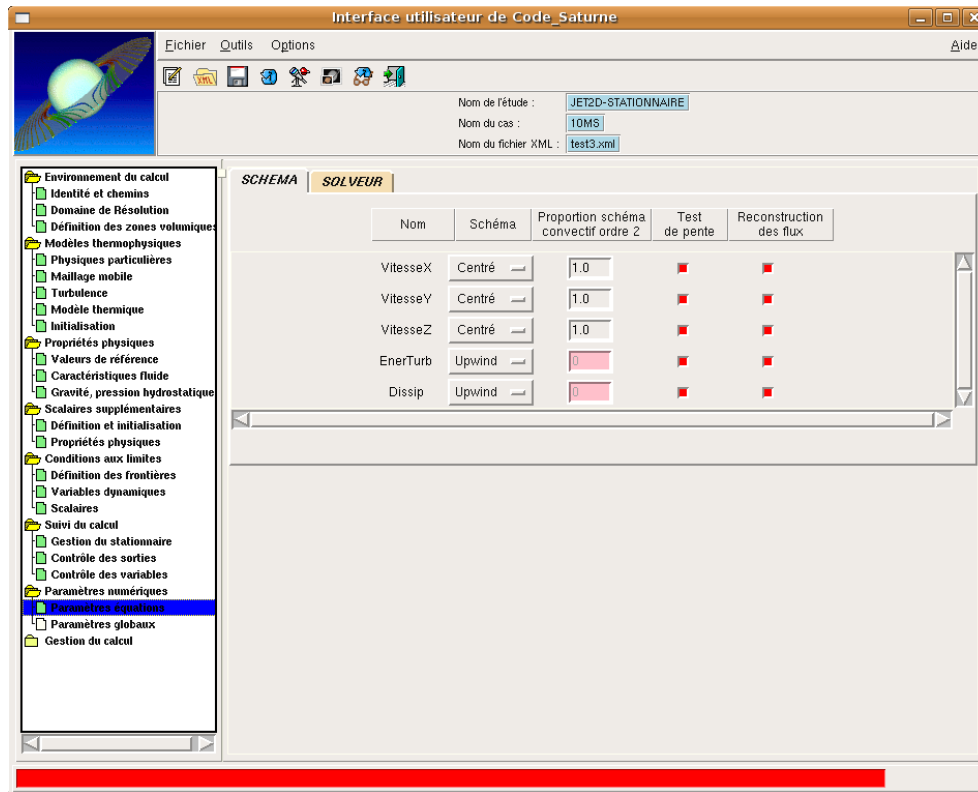 Interface utilisateur de Code_Saturne
Fichier Outils Options Aide
XML
Nom de l'étude : JET2D-STATIONNAIRE
Nom du cas : 10MS
Nom du fichier XML : test3.xml
Environnement du calcul
Identité et chemins
Domaine de Résolution
Définition des zones volumiques
Modèles thermophysiques
Physiques particulières
Maillage mobile
Turbulence
Modèle thermique
Initialisation
Propriétés physiques
Valeurs de référence
Caractéristiques fluide
Gravité, pression hydrostatique
Scalaires supplémentaires
Définition et initialisation
Propriétés physiques
Conditions aux limites
Définition des frontières
Variables dynamiques
Scalaires
Suivi du calcul
Gestion du stationnaire
Contrôle des sorties
Contrôle des variables
Paramètres numériques
Paramètres équations
Paramètres globaux
Gestion du calcul
SCHEMA SOLVEUR
Nom Schéma Proportion schéma convectif ordre 2 Test de pente Reconstruction des flux
VitesseX Centré 1.0
VitesseY Centré 1.0
VitesseZ Centré 1.0
EnerTurb Upwind 0
Dissip Upwind 0